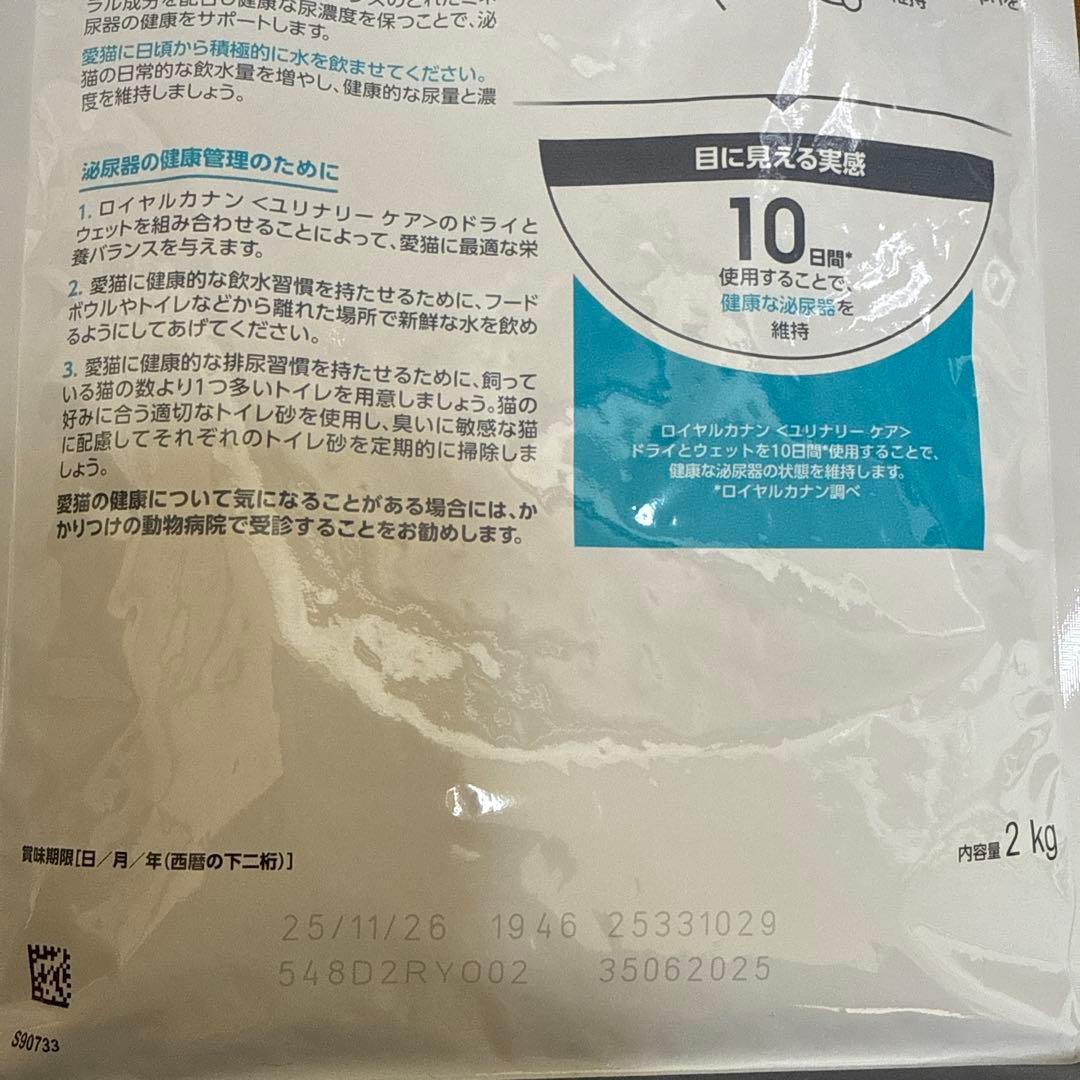 ラル成分を配合し健康な尿濃度を保つことで、泌
尿器の健康をサポートします。
愛猫に日頃から積極的に水を飲ませてください。
猫の日常的な飲水量を増やし、健康的な尿量と濃
度を維持しましょう。
泌尿器の健康管理のために
1. ロイヤルカナン <ユリナリー ケア>のドライと
ウェットを組み合わせることによって、愛猫に最適な栄
養バランスを与えます。
2. 愛猫に健康的な飲水習慣を持たせるために、フード
ボウルやトイレなどから離れた場所で新鮮な水を飲め
るようにしてあげてください。
3. 愛猫に健康的な排尿習慣を持たせるために、飼って
いる猫の数より1つ多いトイレを用意しましょう。猫の
好みに合う適切なトイレ砂を使用し、臭いに敏感な猫
に配慮してそれぞれのトイレ砂を定期的に掃除しま
しょう。
愛猫の健康について気になることがある場合には、か
かりつけの動物病院で受診することをお勧めします。
維持
目に見える実感
10日間*
使用することで、
健康な泌尿器を
維持
ロイヤルカナン <ユリナリー ケア>
ドライとウェットを10日間*使用することで、
健康な泌尿器の状態を維持します。
*ロイヤルカナン調べ
内容量 2 kg
賞味期限[日/月/年(西暦の下二桁)]
25/11/26 1946 25331029
548D2RY002 35062025
S90733